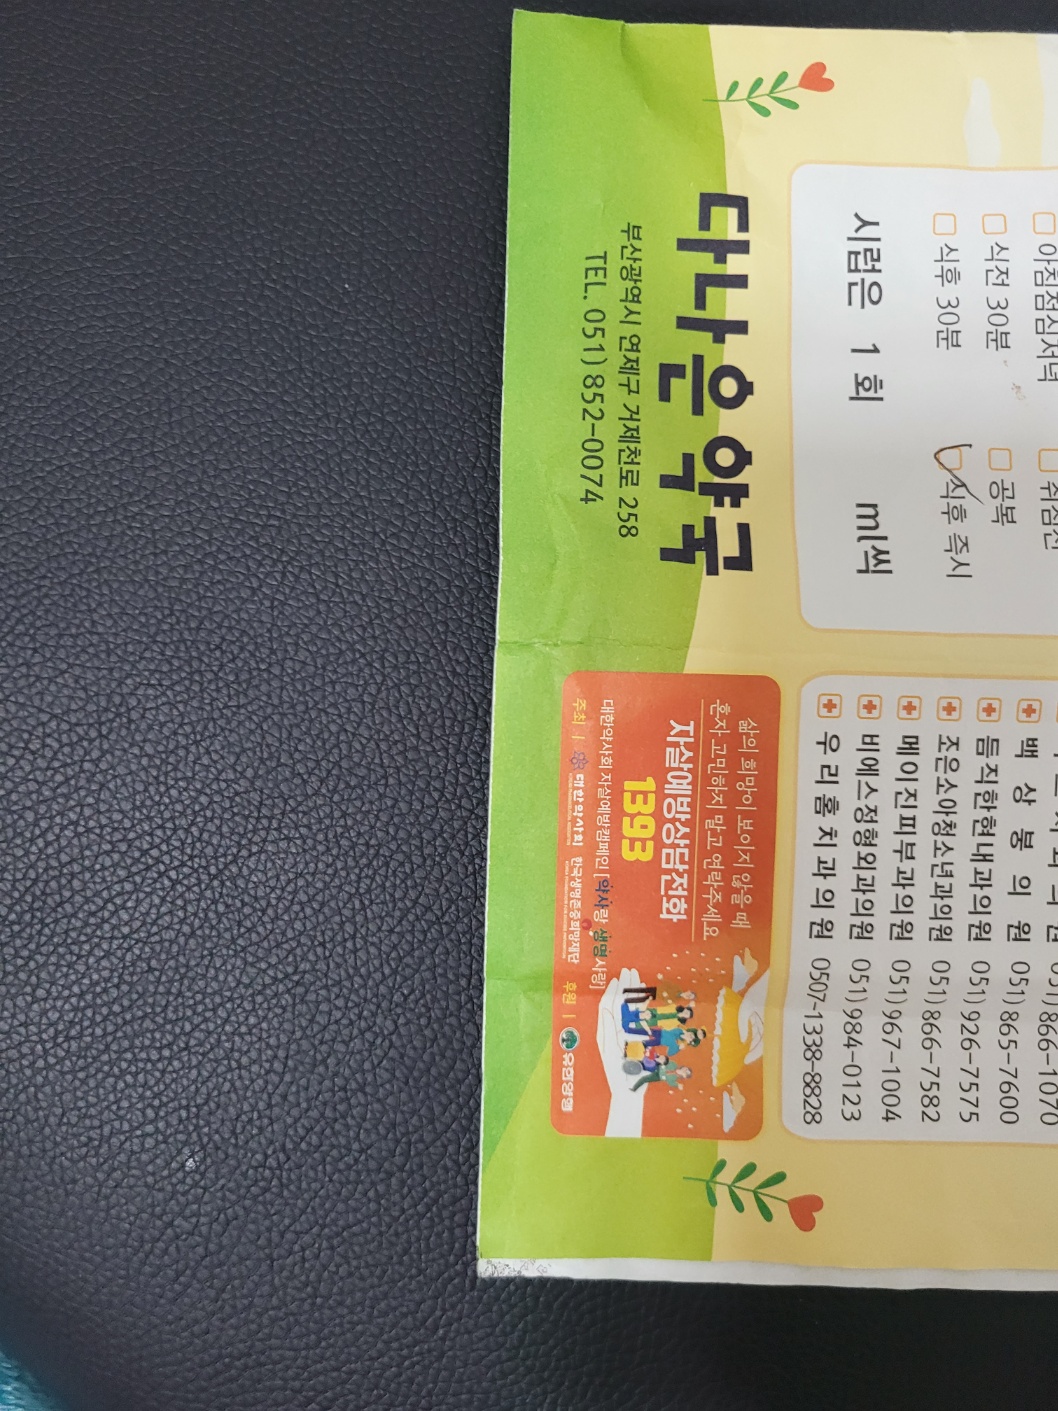 아침점심저녁
취침전
식전 30분
공복
식후 30분
식후 즉시
시럽은 1 회 ml씩
051) 866-1070
백 상 봉 의 원 051) 865-7600
듬직한현내과의원 051) 926-7575
조은소아청소년과의원 051) 866-7582
메이진피부과의원 051) 967-1004
비에스정형외과의원 051) 984-0123
우리홈치과의원 0507-1338-8828
다나은약국
부산광역시 연제구 거제천로 258
TEL. 051) 852-0074
삶의 희망이 보이지 않을 때
혼자 고민하지 말고 연락주세요
자살예방상담전화
1393
대한약사회 자살예방캠페인 [약사랑 생명사랑]
주최 | 대한약사회 한국생명존중희망재단 후원 | 유한양행